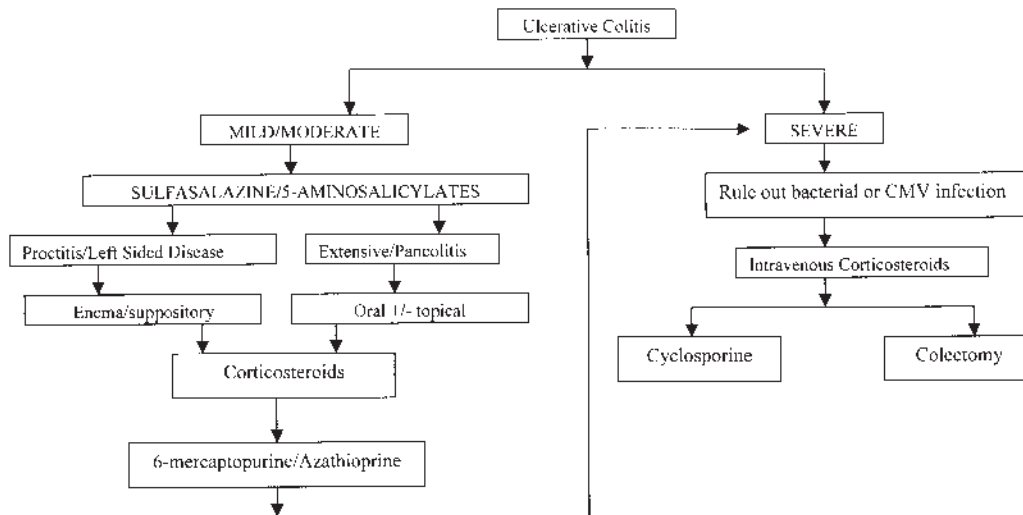 Ulcerative Colitis
MILD/MODERATE
SEVERE
SULFASALAZINE/5-AMINOSALICYLATES
Rule out bacterial or CMV infection
Proctitis/Left Sided Disease
Extensive/Pancolitis
Intravenous Corticosteroids
Enema/suppository
Oral +/- topical
Cyclosporine
Colectomy
Corticosteroids
6-mercaptopurine/Azathioprine